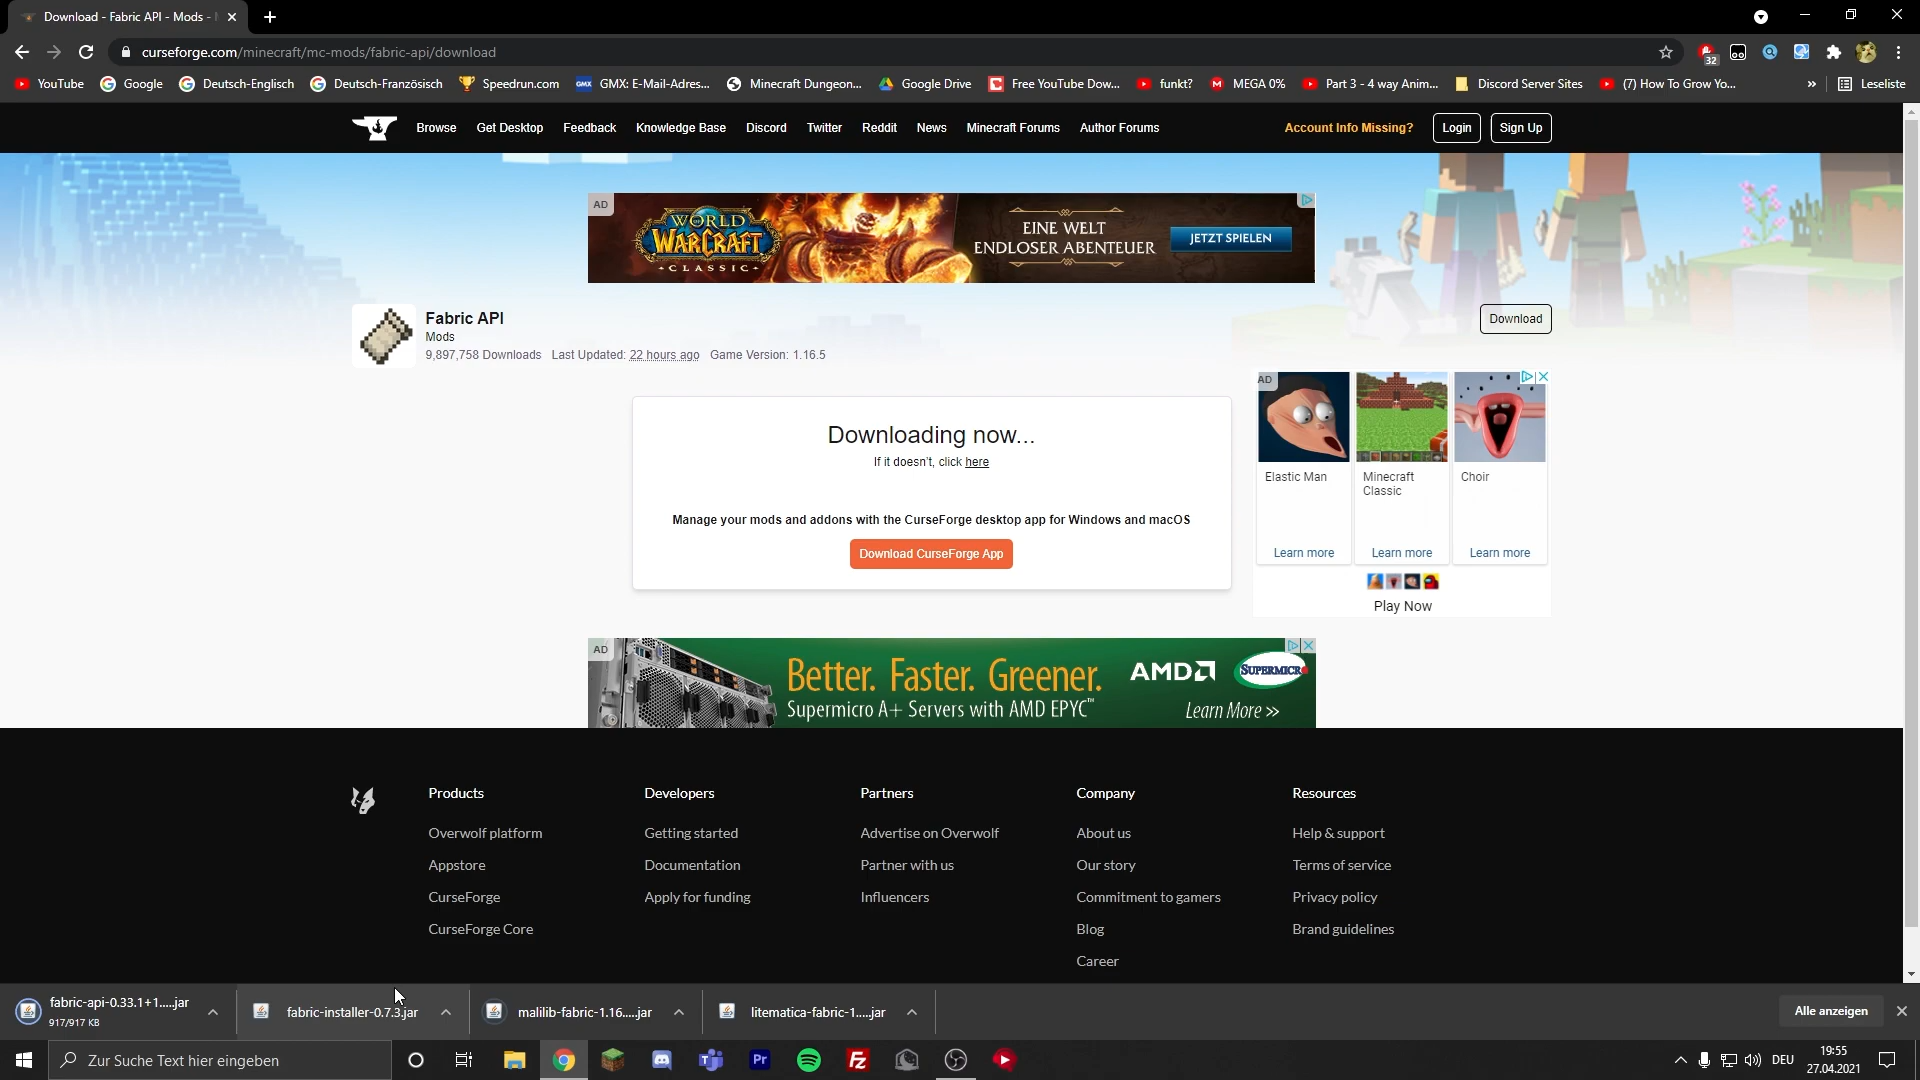 Download - Fabric API - Mods -
curseforge.com/minecraft/mc-mods/fabric-api/download
32
YouTube
Google
Deutsch-Englisch
Deutsch-Französisch
Speedrun.com
GMX: E-Mail-Adres...
Minecraft Dungeon...
Google Drive
Free YouTube Dow...
funkt?
MEGA 0%
Part 3 - 4 way Anim...
Discord Server Sites
(7) How To Grow Yo...
»
Leseliste
Browse
Get Desktop
Feedback
Knowledge Base
Discord
Twitter
Reddit
News
Minecraft Forums
Author Forums
Account Info Missing?
Login
Sign Up
AD
WORLD
WARCRAFT
CLASSIC
EINE WELT
ENDLOSER ABENTEUER
JETZT SPIELEN
Fabric API
Mods
9,897,758 Downloads Last Updated: 22 hours ago Game Version: 1.16.5
Download
Downloading now...
If it doesn't, click here
Manage your mods and addons with the CurseForge desktop app for Windows and macOS
Download CurseForge App
AD
Elastic Man
Minecraft
Classic
Choir
Learn more
Learn more
Learn more
Play Now
AD
Better. Faster. Greener.
Supermicro A+ Servers with AMD EPYC™
AMD
SUPERMICR
Learn More >>
Products
Overwolf platform
Appstore
CurseForge
CurseForge Core
Developers
Getting started
Documentation
Apply for funding
Partners
Advertise on Overwolf
Partner with us
Influencers
Company
About us
Our story
Commitment to gamers
Blog
Career
Resources
Help & support
Terms of service
Privacy policy
Brand guidelines
fabric-api-0.33.1+1.....jar
917/917 KB
fabric-installer-0.7.3.jar
malilib-fabric-1.16.....jar
litematica-fabric-1.....jar
Alle anzeigen
Zur Suche Text hier eingeben
Pr
Fz
DEU
19:55
27.04.2021